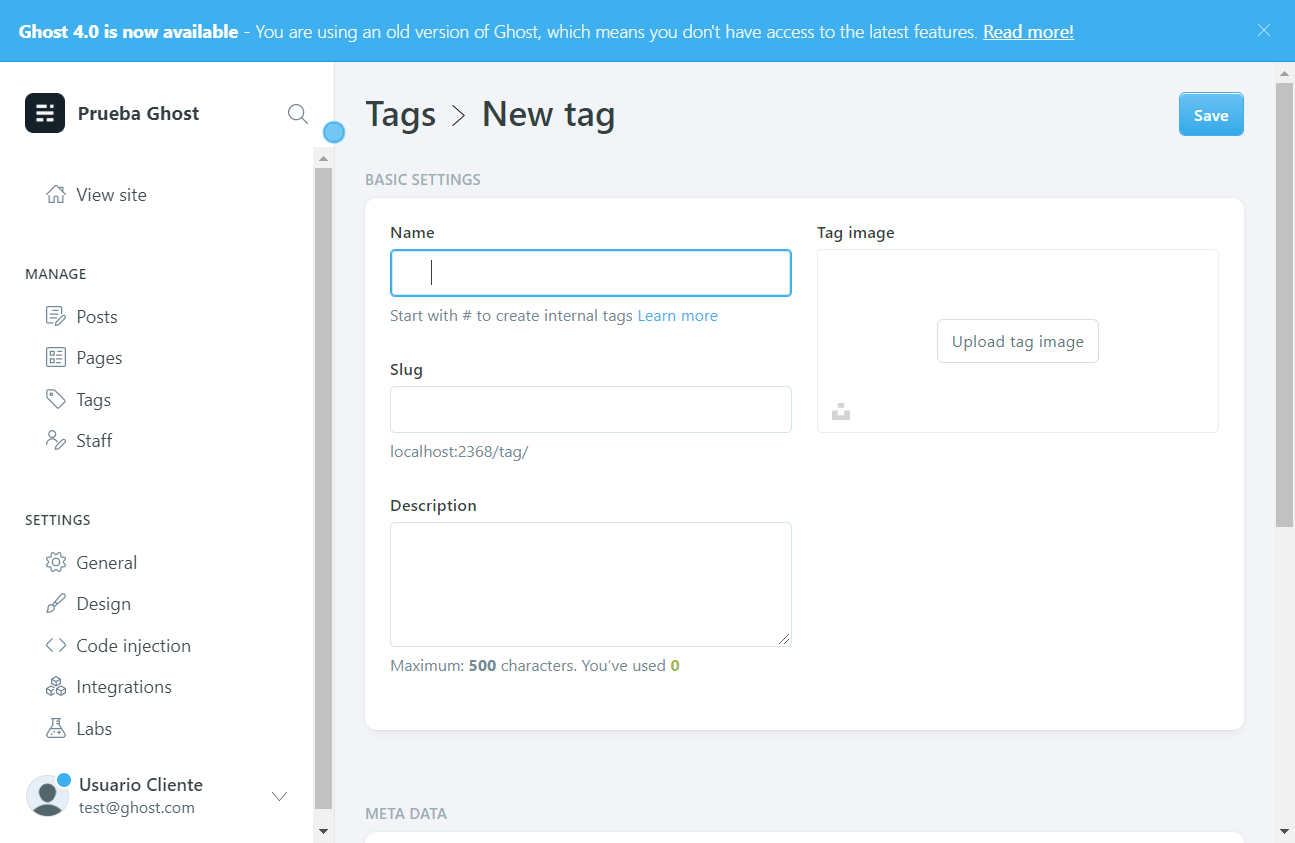 Ghost 4.0 is now available - You are using an old version of Ghost, which means you don't have access to the latest features. Read more!
Prueba Ghost
View site
MANAGE
Posts
Pages
Tags
Staff
SETTINGS
General
Design
Code injection
Integrations
Labs
Usuario Cliente
test@ghost.com
Tags > New tag
Save
BASIC SETTINGS
Name
Start with # to create internal tags Learn more
Slug
localhost:2368/tag/
Description
Maximum: 500 characters. You’ve used 0
Tag image
Upload tag image
META DATA